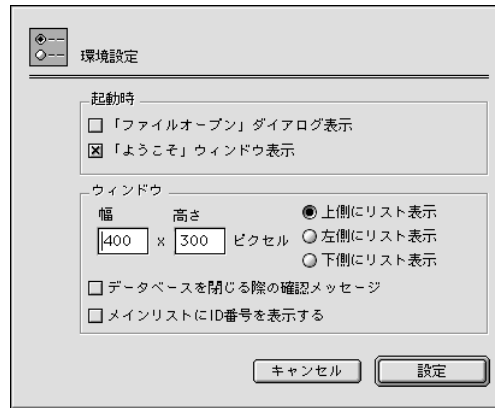 環境設定
起動時
「ファイルオープン」ダイアログ表示
「ようこそ」ウィンドウ表示
ウィンドウ
幅 高さ
400 x 300 ピクセル
上側にリスト表示
左側にリスト表示
下側にリスト表示
データベースを閉じる際の確認メッセージ
メインリストにID番号を表示する
キャンセル 設定